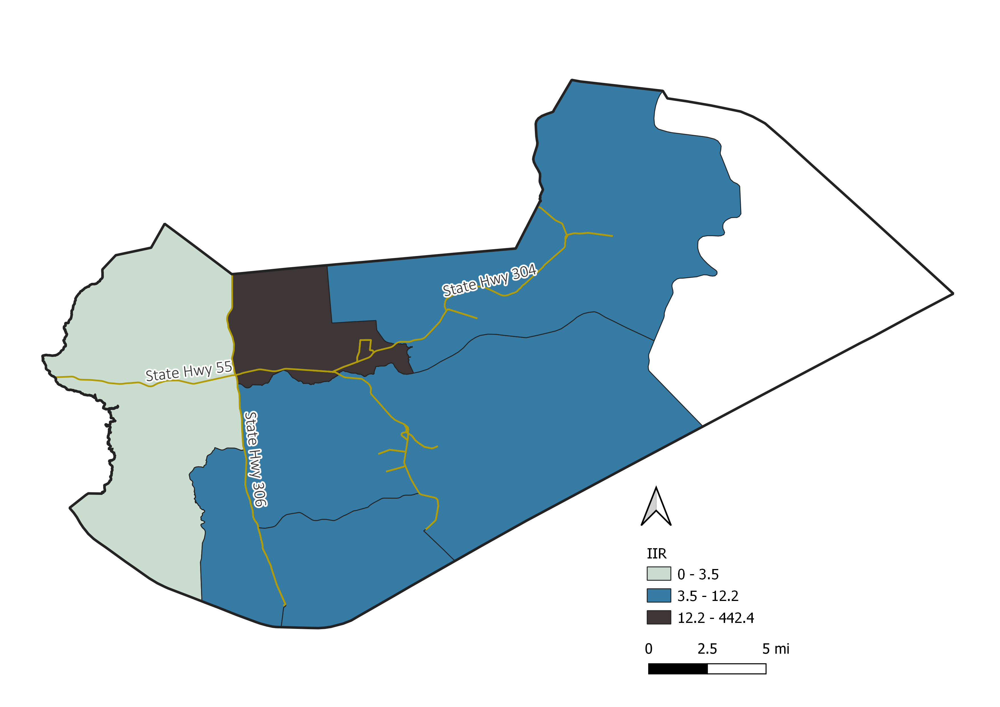 State Hwy 304
State Hwy 55
State Hwy 306
IIR
0 - 3.5
3.5 - 12.2
12.2 - 442.4
0 2.5 5 mi